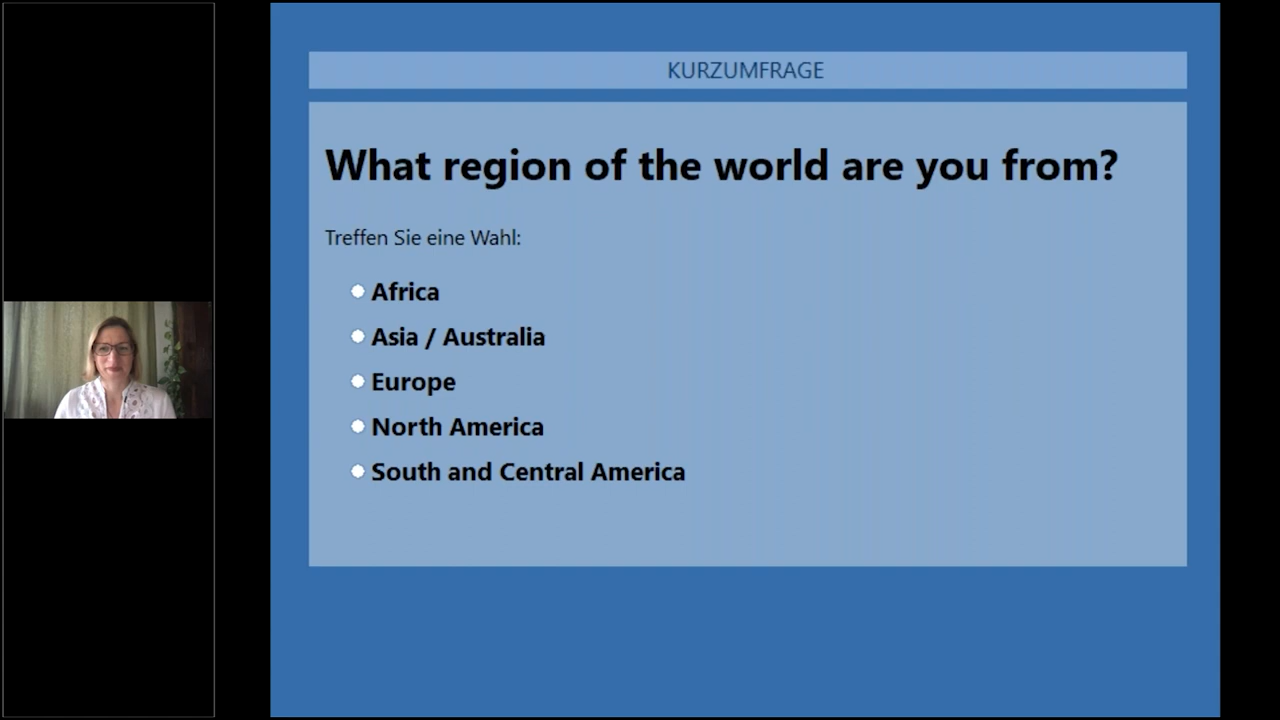 KURZUMFRAGE
What region of the world are you from?
Treffen Sie eine Wahl:
Africa
Asia / Australia
Europe
North America
South and Central America